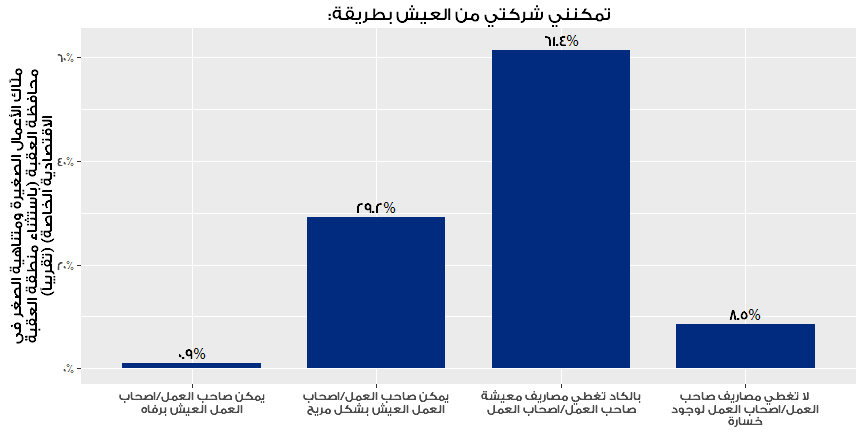 تمكنني شركتي من العيش بطريقة:
ملّاك الأعمال الصغيرة ومتناهية الصغر في
محافظة العقبة (باستثناء منطقة العقبة
الاقتصادية الخاصة) (تقريباً)
٦٠%
٤٠%
٢٠%
٠%
٠.٩%
٢٩.٢%
٦١.٤%
٨.٥%
يمكن صاحب العمل/اصحاب
العمل العيش برفاه
يمكن صاحب العمل/اصحاب
العمل العيش بشكل مريح
بالكاد تغطي مصاريف معيشة
صاحب العمل/اصحاب العمل
لا تغطي مصاريف صاحب
العمل/اصحاب العمل لوجود
خسارة